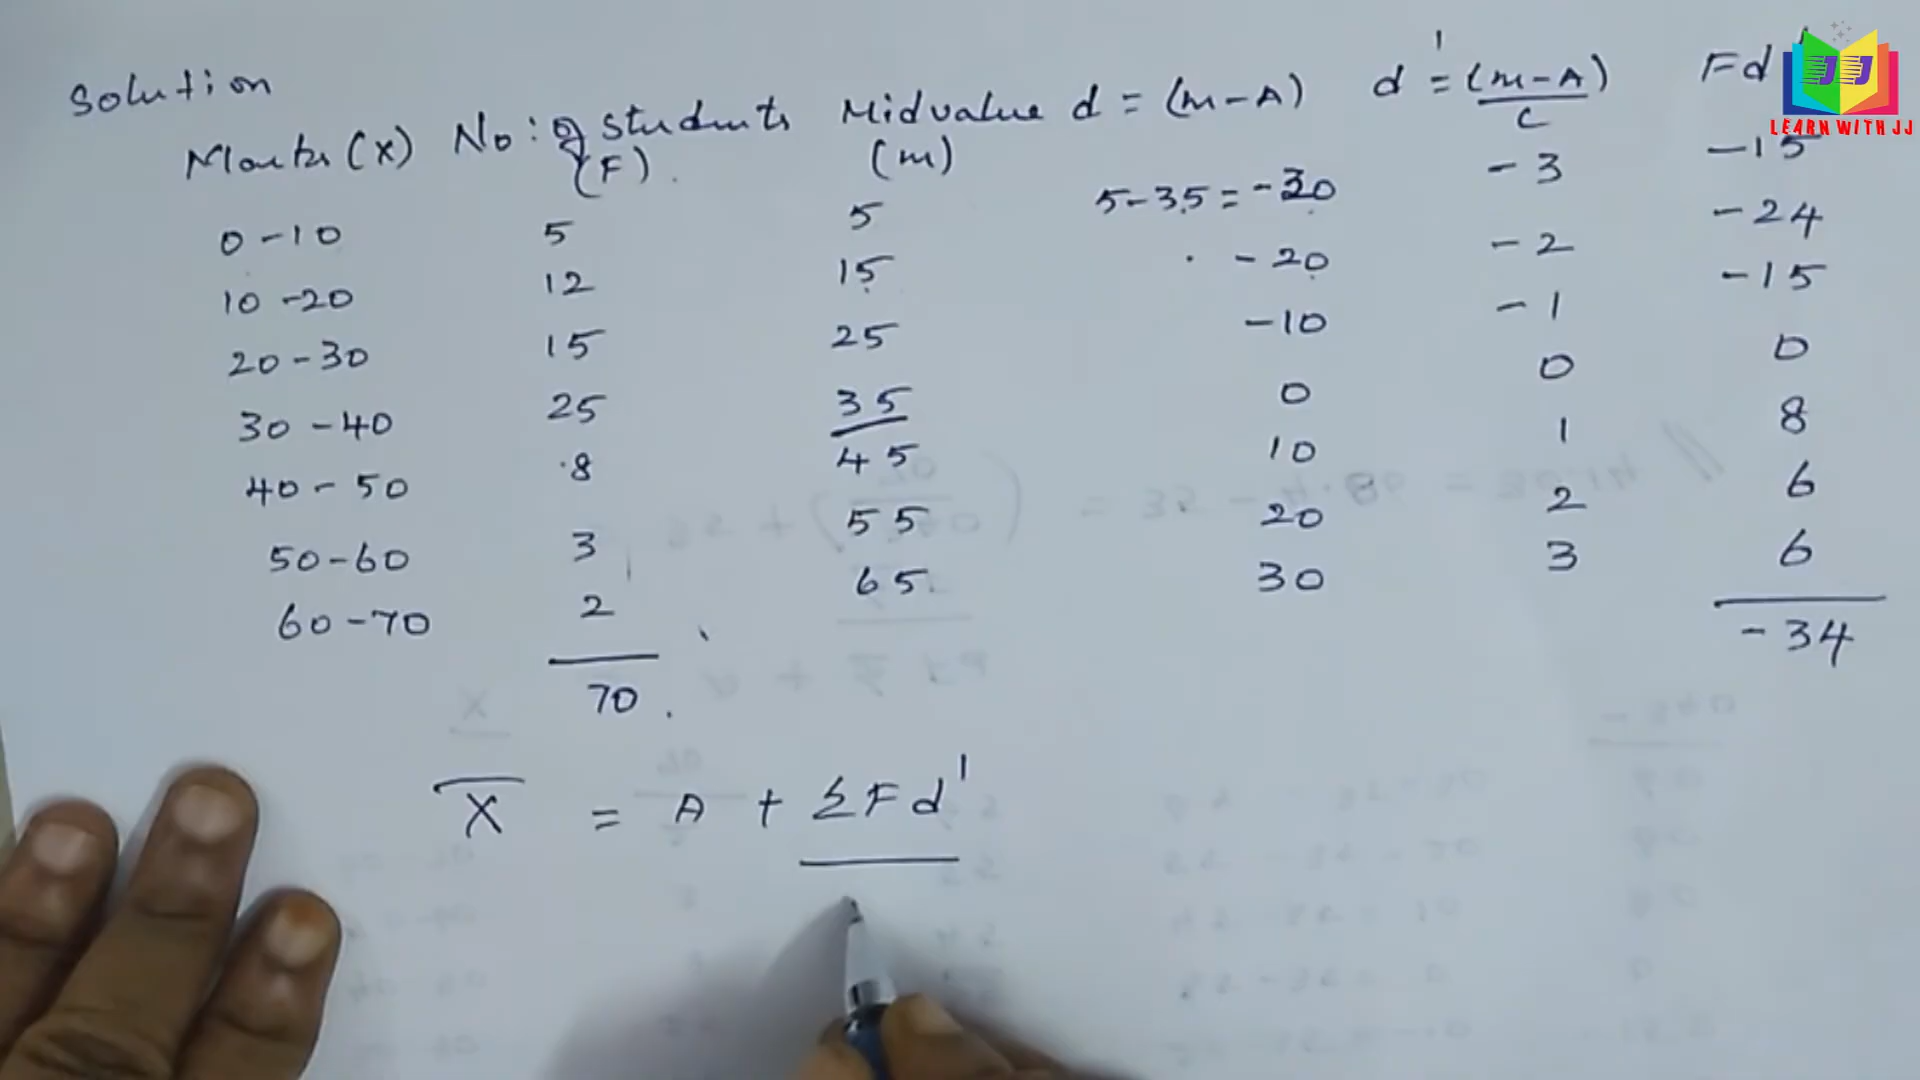 Solution
Marks (X) No: of students (F). Mid value (m) d = (m-A) d' = (m-A)/C Fd'
0-10 5 5 5-35 = -30 -3 -15
10-20 12 15 -20 -2 -24
20-30 15 25 -10 -1 -15
30-40 25 35 0 0 0
40-50 8 45 10 1 8
50-60 3 55 20 2 6
60-70 2 65 30 3 6
70 -34
X̄ = A + ΣFd'
JJ
LEARN WITH JJ